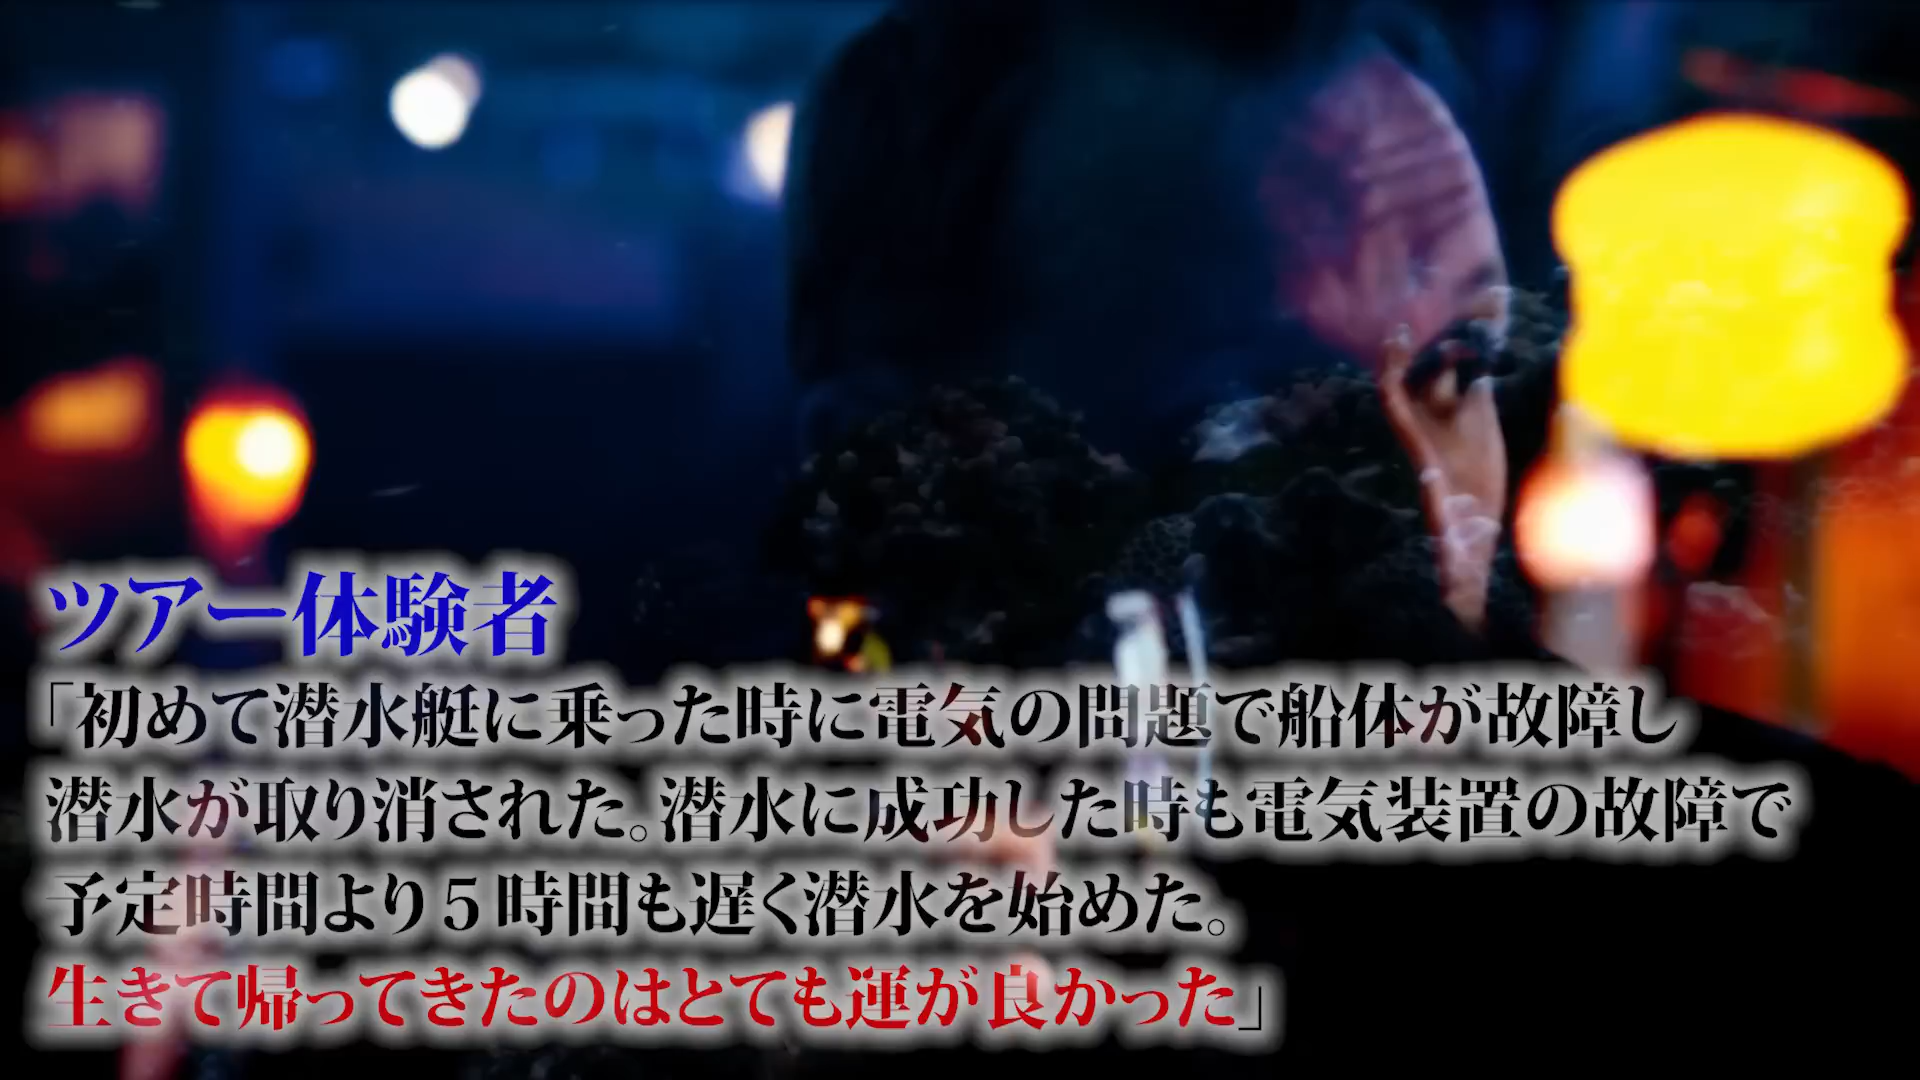 ツアー体験者
「初めて潜水艇に乗った時に電気の問題で船体が故障し
潜水が取り消された。潜水に成功した時も電気装置の故障で
予定時間より５時間も遅く潜水を始めた。
生きて帰ってきたのはとても運が良かった」